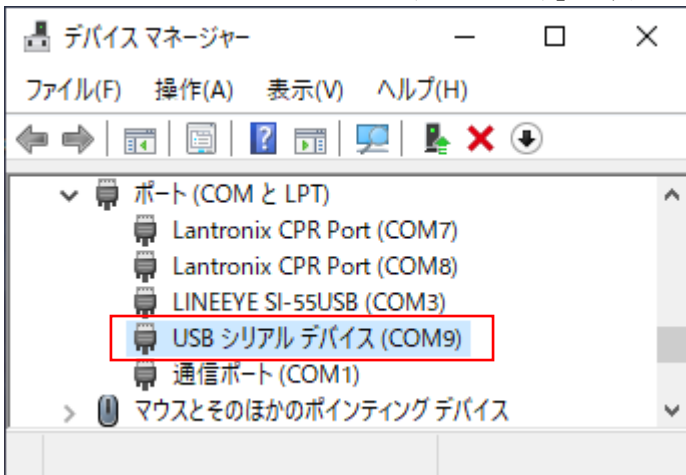 デバイス マネージャー
ファイル(F) 操作(A) 表示(V) ヘルプ(H)
ポート (COM と LPT)
Lantronix CPR Port (COM7)
Lantronix CPR Port (COM8)
LINEEYE SI-55USB (COM3)
USB シリアル デバイス (COM9)
通信ポート (COM1)
マウスとそのほかのポインティング デバイス